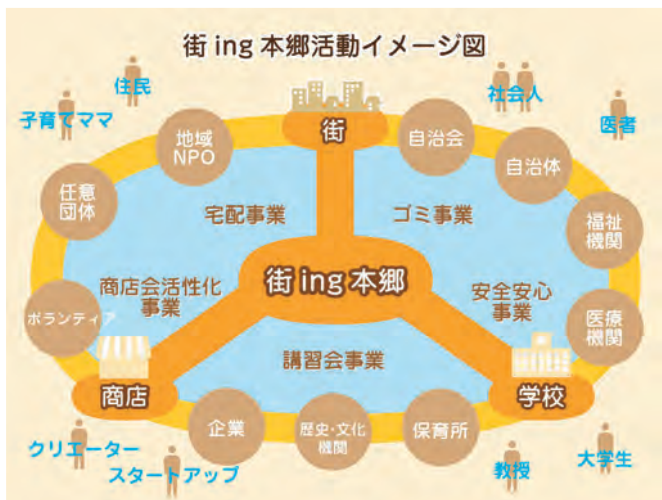 街 ing 本郷活動イメージ図
住民
子育てママ
社会人
医者
街
地域
NPO
自治会
自治体
任意
団体
福祉
機関
宅配事業
ゴミ事業
街 ing 本郷
商店会活性化
事業
安全安心
事業
ボランティア
医療
機関
講習会事業
商店
学校
企業
歴史・文化
機関
保育所
クリエーター
スタートアップ
教授
大学生